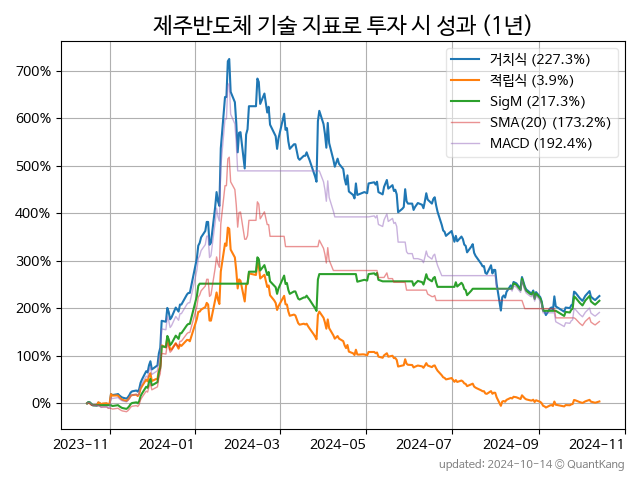 제주반도체 기술 지표로 투자 시 성과 (1년)
거치식 (227.3%)
적립식 (3.9%)
SigM (217.3%)
SMA(20) (173.2%)
MACD (192.4%)
700%
600%
500%
400%
300%
200%
100%
0%
2023-11 2024-01 2024-03 2024-05 2024-07 2024-09 2024-11
updated: 2024-10-14 © QuantKang